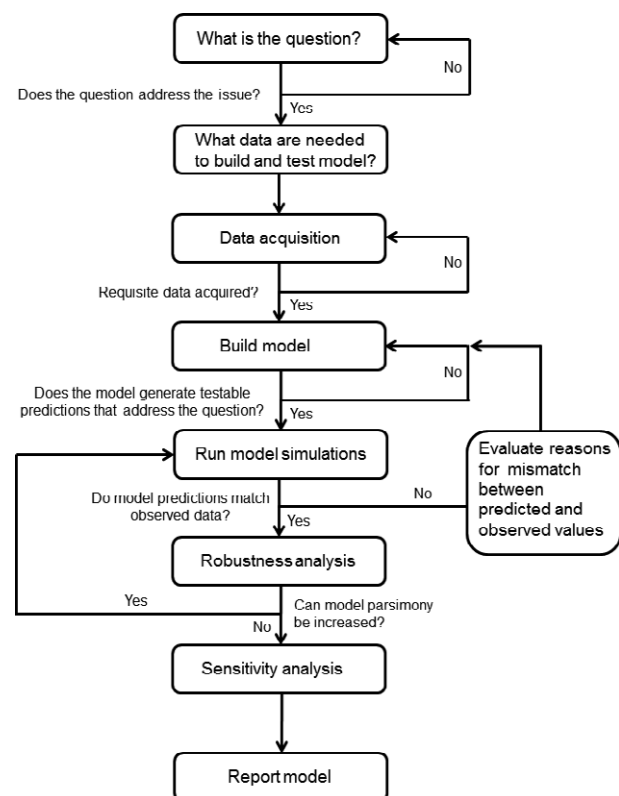 What is the question?
No
Does the question address the issue?
Yes
What data are needed
to build and test model?
Data acquisition
No
Requisite data acquired?
Yes
Build model
No
Does the model generate testable
predictions that address the question?
Yes
Run model simulations
Evaluate reasons
for mismatch
between
predicted and
observed values
Do model predictions match
observed data?
No
Yes
Robustness analysis
Yes
Can model parsimony
be increased?
No
Sensitivity analysis
Report model